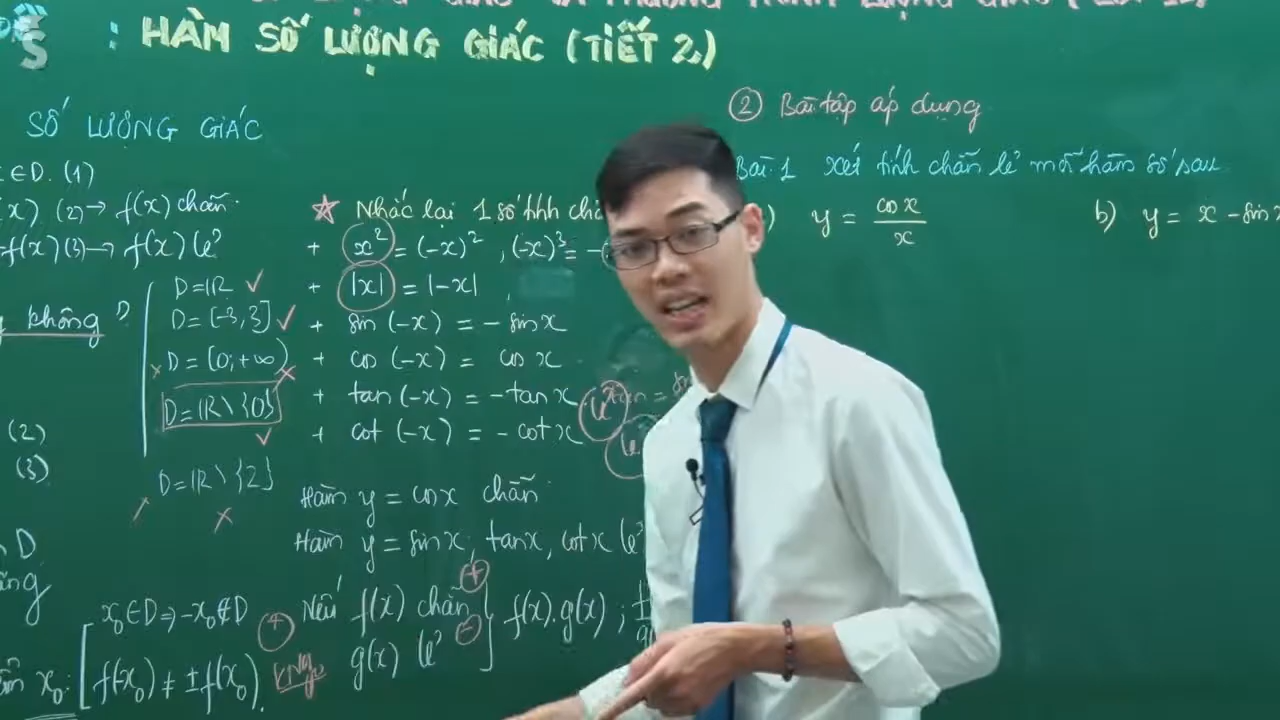 : HÀM SỐ LƯỢNG GIÁC (TIẾT 2)
SỐ LƯỢNG GIÁC
x ∈ D. (1)
(x) (2) → f(x) chẵn
= f(x) (3) → f(x) lẻ
không ?
D = ℝ ✓
D = [-3, 3] ✓
x D = (0; +∞) x
D = ℝ \ {0} ✓
D = ℝ \ {2}
x
(2)
(3)
D
x₀ ∈ D ⇒ -x₀ ∉ D
x₀: f(-x₀) ≠ ± f(x₀)
☆ Nhắc lại 1 số
+ x² = (-x)² , (-x)³ = -
+ |x| = |-x|
+ sin (-x) = - sin x
+ cos (-x) = cos x
+ tan (-x) = - tan x
+ cot (-x) = - cot x
Hàm y = cos x chẵn
Hàm y = sin x, tan x, cot x lẻ
+ Nếu f(x) chẵn + f(x).g(x) ;
g(x) lẻ -
② Bài tập áp dụng
Bài 1 xét tính chẵn lẻ mỗi hàm số sau
) y = cos x / x
b) y = x - sin